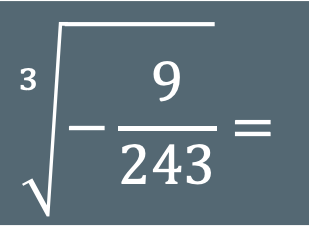 ∛(-9/243) =